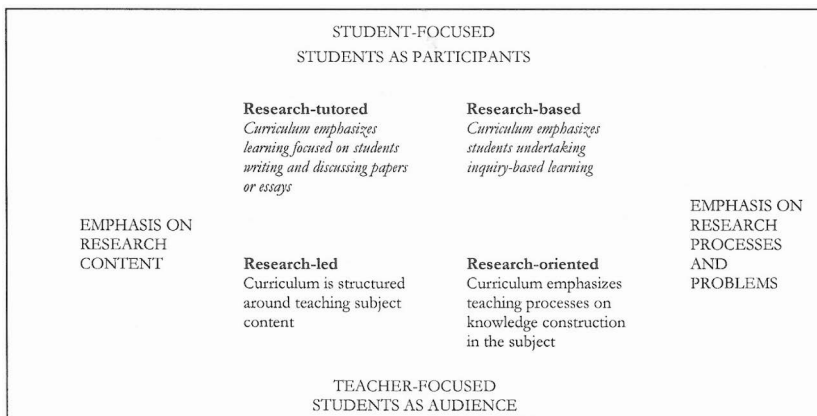 STUDENT-FOCUSED
STUDENTS AS PARTICIPANTS
Research-tutored
Curriculum emphasizes
learning focused on students
writing and discussing papers
or essays
Research-based
Curriculum emphasizes
students undertaking
inquiry-based learning
EMPHASIS ON
RESEARCH
CONTENT
EMPHASIS ON
RESEARCH
PROCESSES
AND
PROBLEMS
Research-led
Curriculum is structured
around teaching subject
content
Research-oriented
Curriculum emphasizes
teaching processes on
knowledge construction
in the subject
TEACHER-FOCUSED
STUDENTS AS AUDIENCE